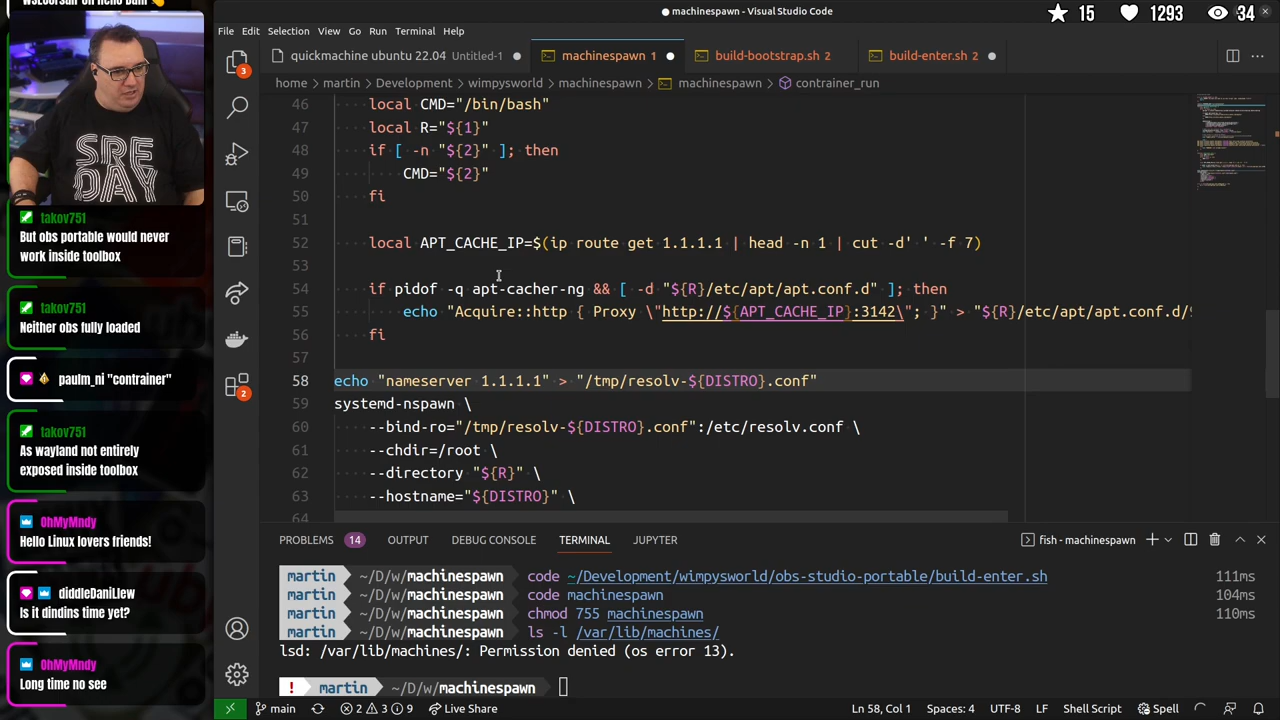 machinespawn - Visual Studio Code
15
1293
34
File Edit Selection View Go Run Terminal Help
quickmachine ubuntu 22.04 Untitled-1
machinespawn 1
build-bootstrap.sh 2
build-enter.sh 2
home > martin > Development > wimpysworld > machinespawn > machinespawn > contrainer_run
46 local CMD="/bin/bash"
47 local R="${1}"
48 if [ -n "${2}" ]; then
49 CMD="${2}"
50 fi
51
52 local APT_CACHE_IP=$(ip route get 1.1.1.1 | head -n 1 | cut -d' ' -f 7)
53
54 if pidof -q apt-cacher-ng && [ -d "${R}/etc/apt/apt.conf.d" ]; then
55 echo "Acquire::http { Proxy \"http://${APT_CACHE_IP}:3142\"; }" > "${R}/etc/apt/apt.conf.d/
56 fi
57
58 echo "nameserver 1.1.1.1" > "/tmp/resolv-${DISTRO}.conf"
59 systemd-nspawn \
60 --bind-ro="/tmp/resolv-${DISTRO}.conf":/etc/resolv.conf \
61 --chdir=/root \
62 --directory "${R}" \
63 --hostname="${DISTRO}" \
64
SRE
DAY
takov751
But obs portable would never
work inside toolbox
takov751
Neither obs fully loaded
paulm_ni "contrainer"
takov751
As wayland not entirely
exposed inside toolbox
OhMyMndy
Hello Linux lovers friends!
diddleDaniLlew
Is it dindins time yet?
OhMyMndy
Long time no see
3
2
PROBLEMS 14 OUTPUT DEBUG CONSOLE TERMINAL JUPYTER
fish - machinespawn
martin ~/D/w/machinespawn code ~/Development/wimpysworld/obs-studio-portable/build-enter.sh 111ms
martin ~/D/w/machinespawn code machinespawn 104ms
martin ~/D/w/machinespawn chmod 755 machinespawn 110ms
martin ~/D/w/machinespawn ls -l /var/lib/machines/
lsd: /var/lib/machines/: Permission denied (os error 13).
! martin ~/D/w/machinespawn
main 2 3 9 Live Share Ln 58, Col 1 Spaces: 4 UTF-8 LF Shell Script Spell